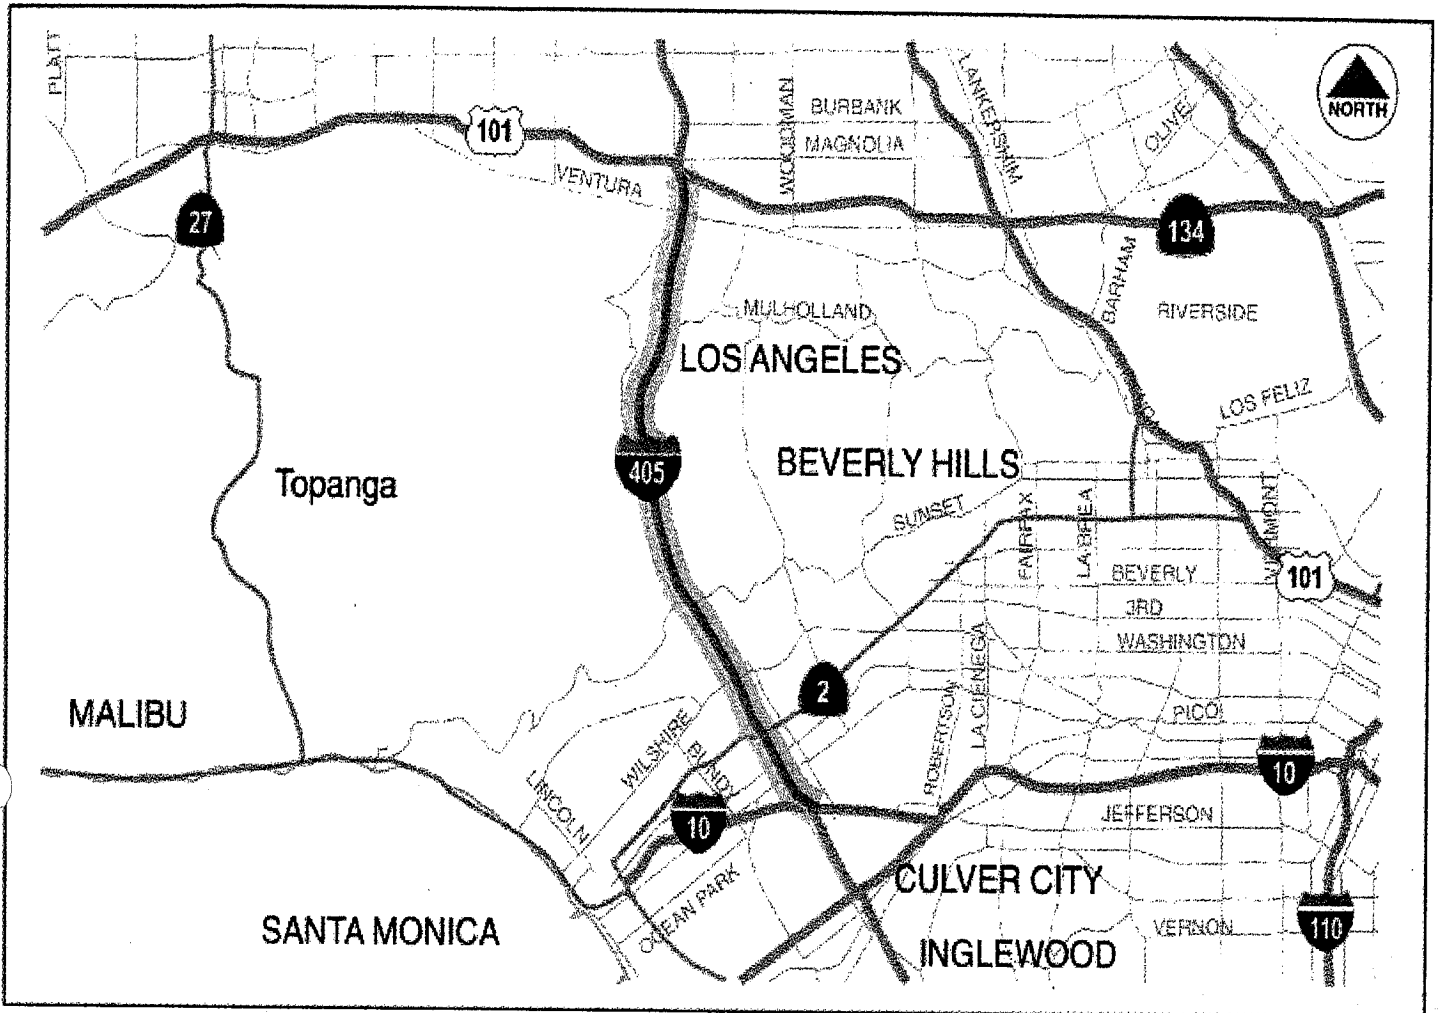 PLATT
NORTH
LANKERSHIM
WOODMAN
BURBANK
OLIVE
101
MAGNOLIA
VENTURA
27
134
BARHAM
MULHOLLAND
RIVERSIDE
LOS ANGELES
LOS FELIZ
405
BEVERLY HILLS
Topanga
SUNSET
FAIRFAX
LA BREA
BEVERLY
101
3RD
WASHINGTON
2
LA CIENEGA
ROBERTSON
MALIBU
PICO
WILSHIRE
BUNDY
LINCOLN
10
10
JEFFERSON
CULVER CITY
OCEAN PARK
SANTA MONICA
VERNON
110
INGLEWOOD